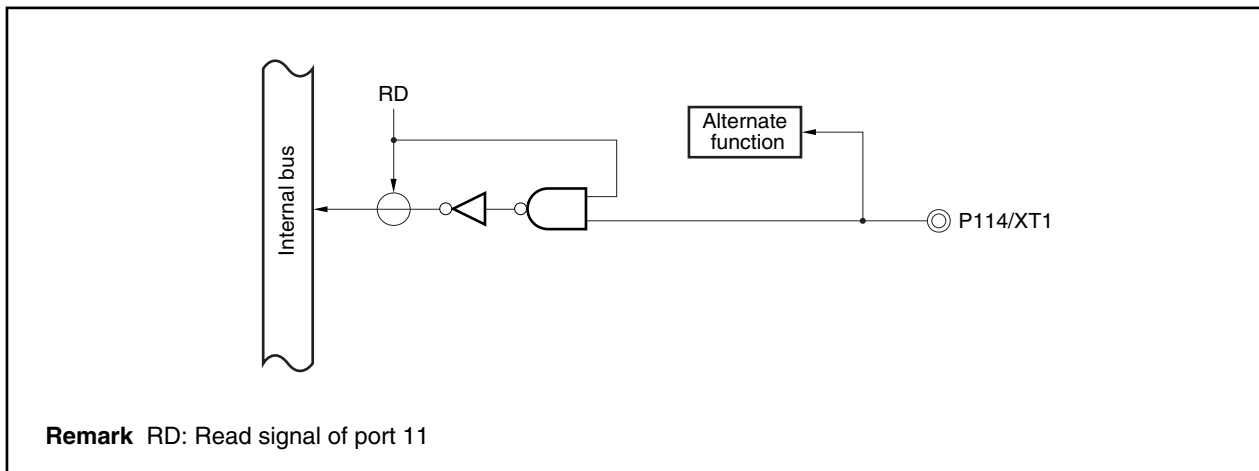 RD
Alternate
function
Internal bus
P114/XT1
Remark RD: Read signal of port 11